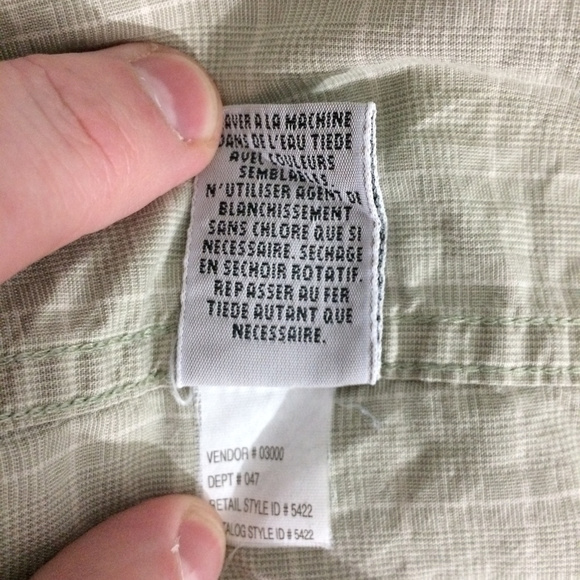 LAVER A LA MACHINE
DANS DE L'EAU TIEDE
AVEC COULEURS
SEMBLABLES
N'UTILISER AGENT DE
BLANCHISSEMENT
SANS CHLORE QUE SI
NECESSAIRE. SECHAGE
EN SECHOIR ROTATIF.
REPASSER AU FER
TIEDE AUTANT QUE
NECESSAIRE.
VENDOR # 03000
DEPT # 047
RETAIL STYLE ID # 5422
CATALOG STYLE ID # 5422